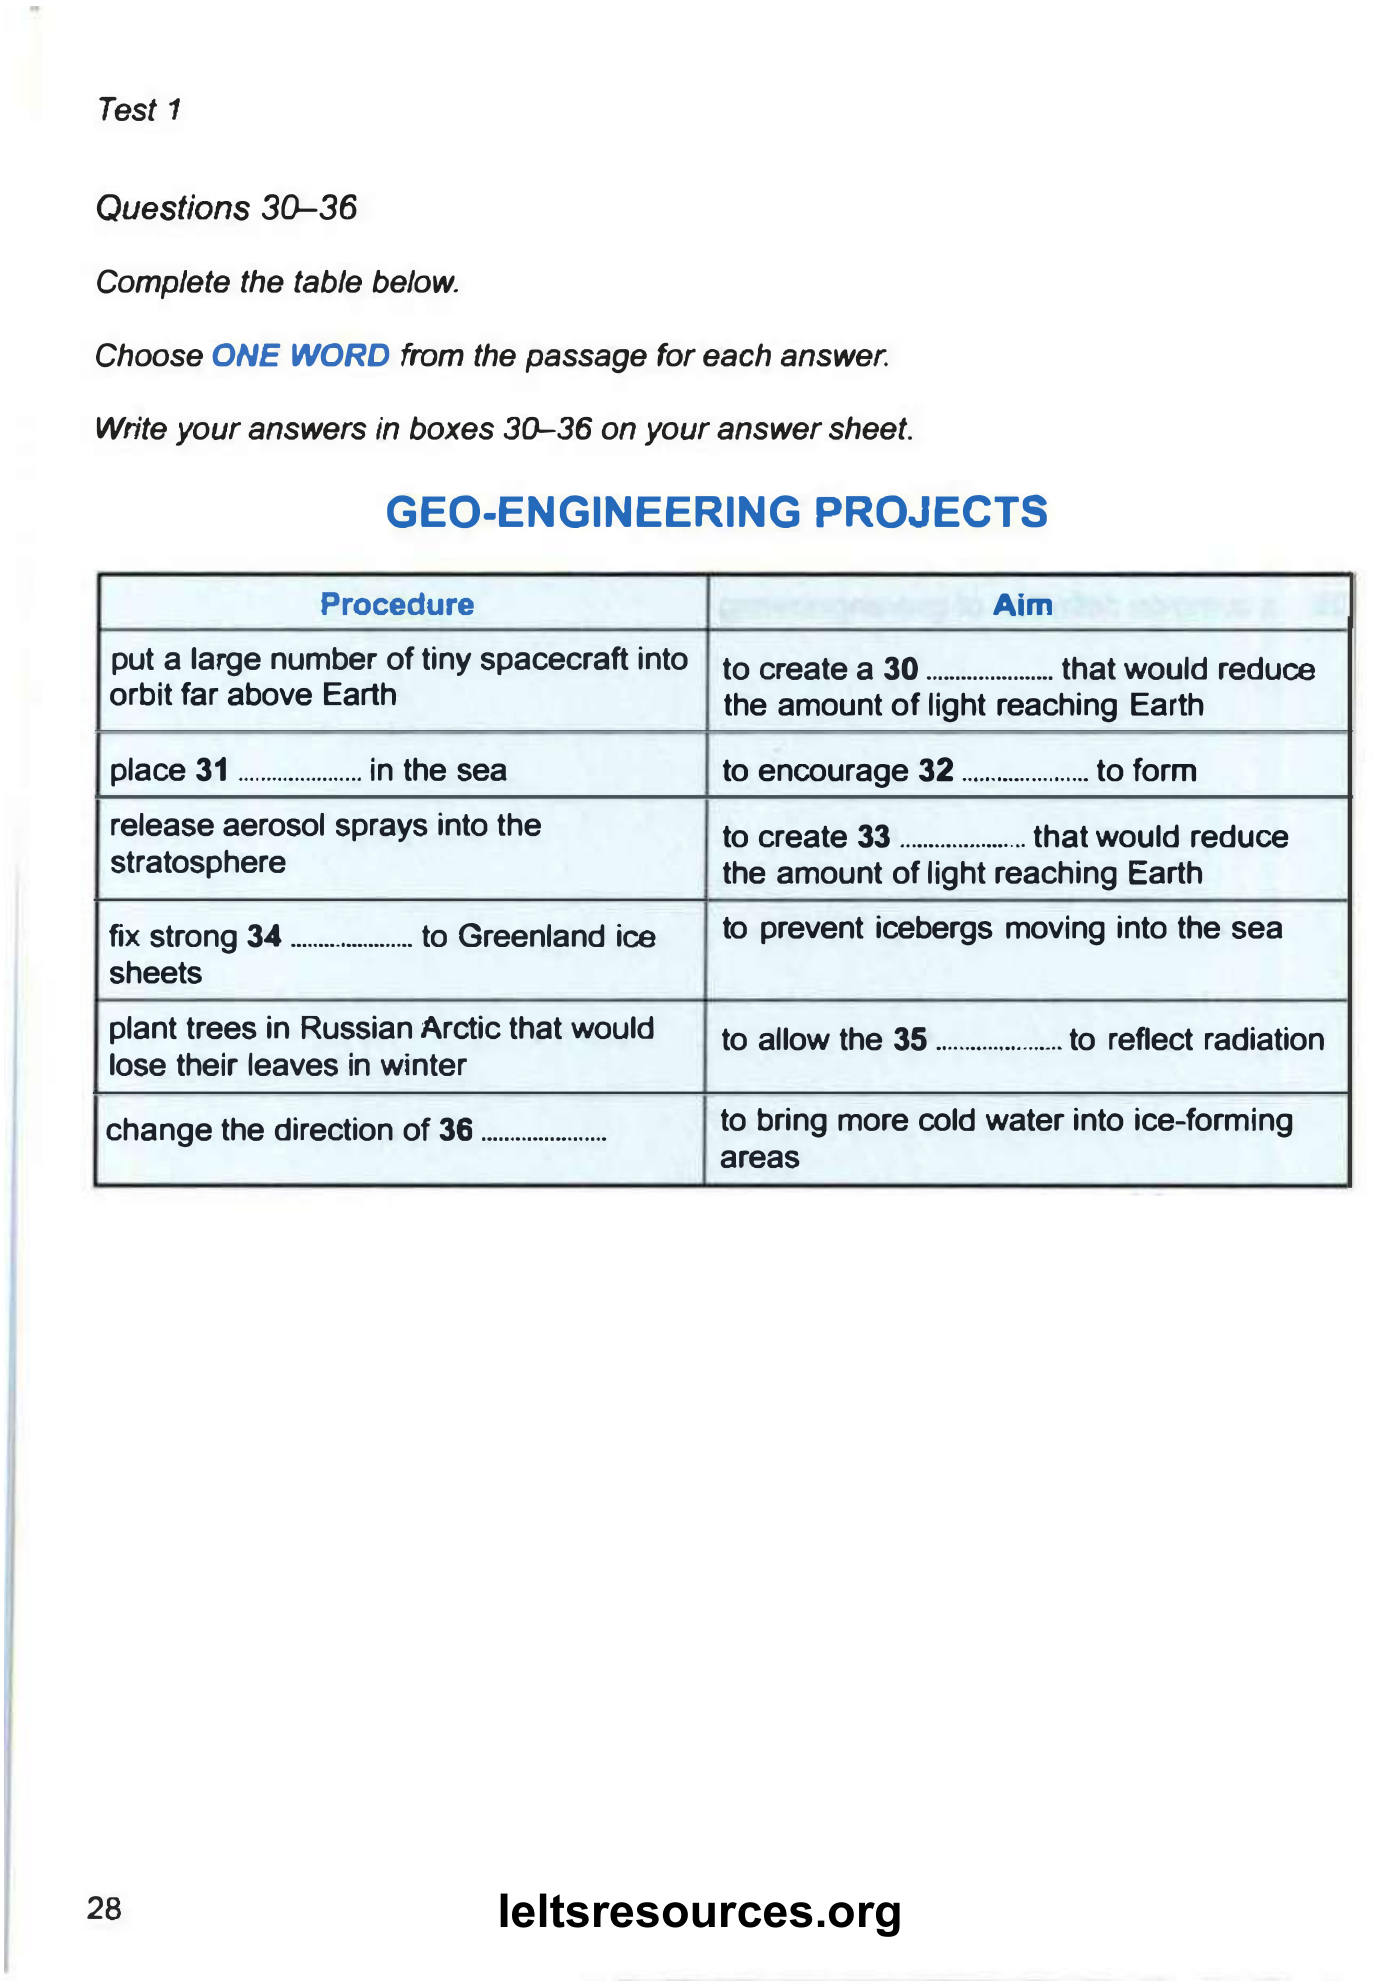 Test 1
Questions 30–36
Complete the table below.
Choose ONE WORD from the passage for each answer.
Write your answers in boxes 30–36 on your answer sheet.
GEO-ENGINEERING PROJECTS
Procedure
Aim
put a large number of tiny spacecraft into
orbit far above Earth
to create a 30 ...................... that would reduce
the amount of light reaching Earth
place 31 ...................... in the sea
to encourage 32 ...................... to form
release aerosol sprays into the
stratosphere
to create 33 ...................... that would reduce
the amount of light reaching Earth
fix strong 34 ...................... to Greenland ice
sheets
to prevent icebergs moving into the sea
plant trees in Russian Arctic that would
lose their leaves in winter
to allow the 35 ...................... to reflect radiation
change the direction of 36 ......................
to bring more cold water into ice-forming
areas
28
Ieltsresources.org